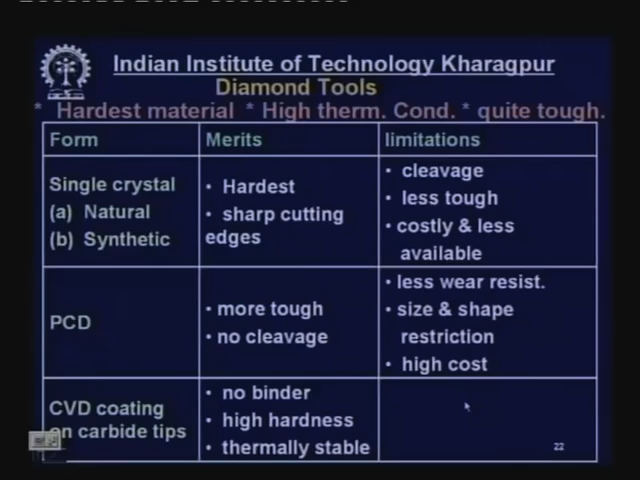 Indian Institute of Technology Kharagpur
Diamond Tools
* Hardest material * High therm. Cond. * quite tough.
Form Merits limitations
Single crystal
(a) Natural
(b) Synthetic
• Hardest
• sharp cutting
edges
• cleavage
• less tough
• costly & less
available
PCD
• more tough
• no cleavage
• less wear resist.
• size & shape
restriction
• high cost
CVD coating
on carbide tips
• no binder
• high hardness
• thermally stable
22